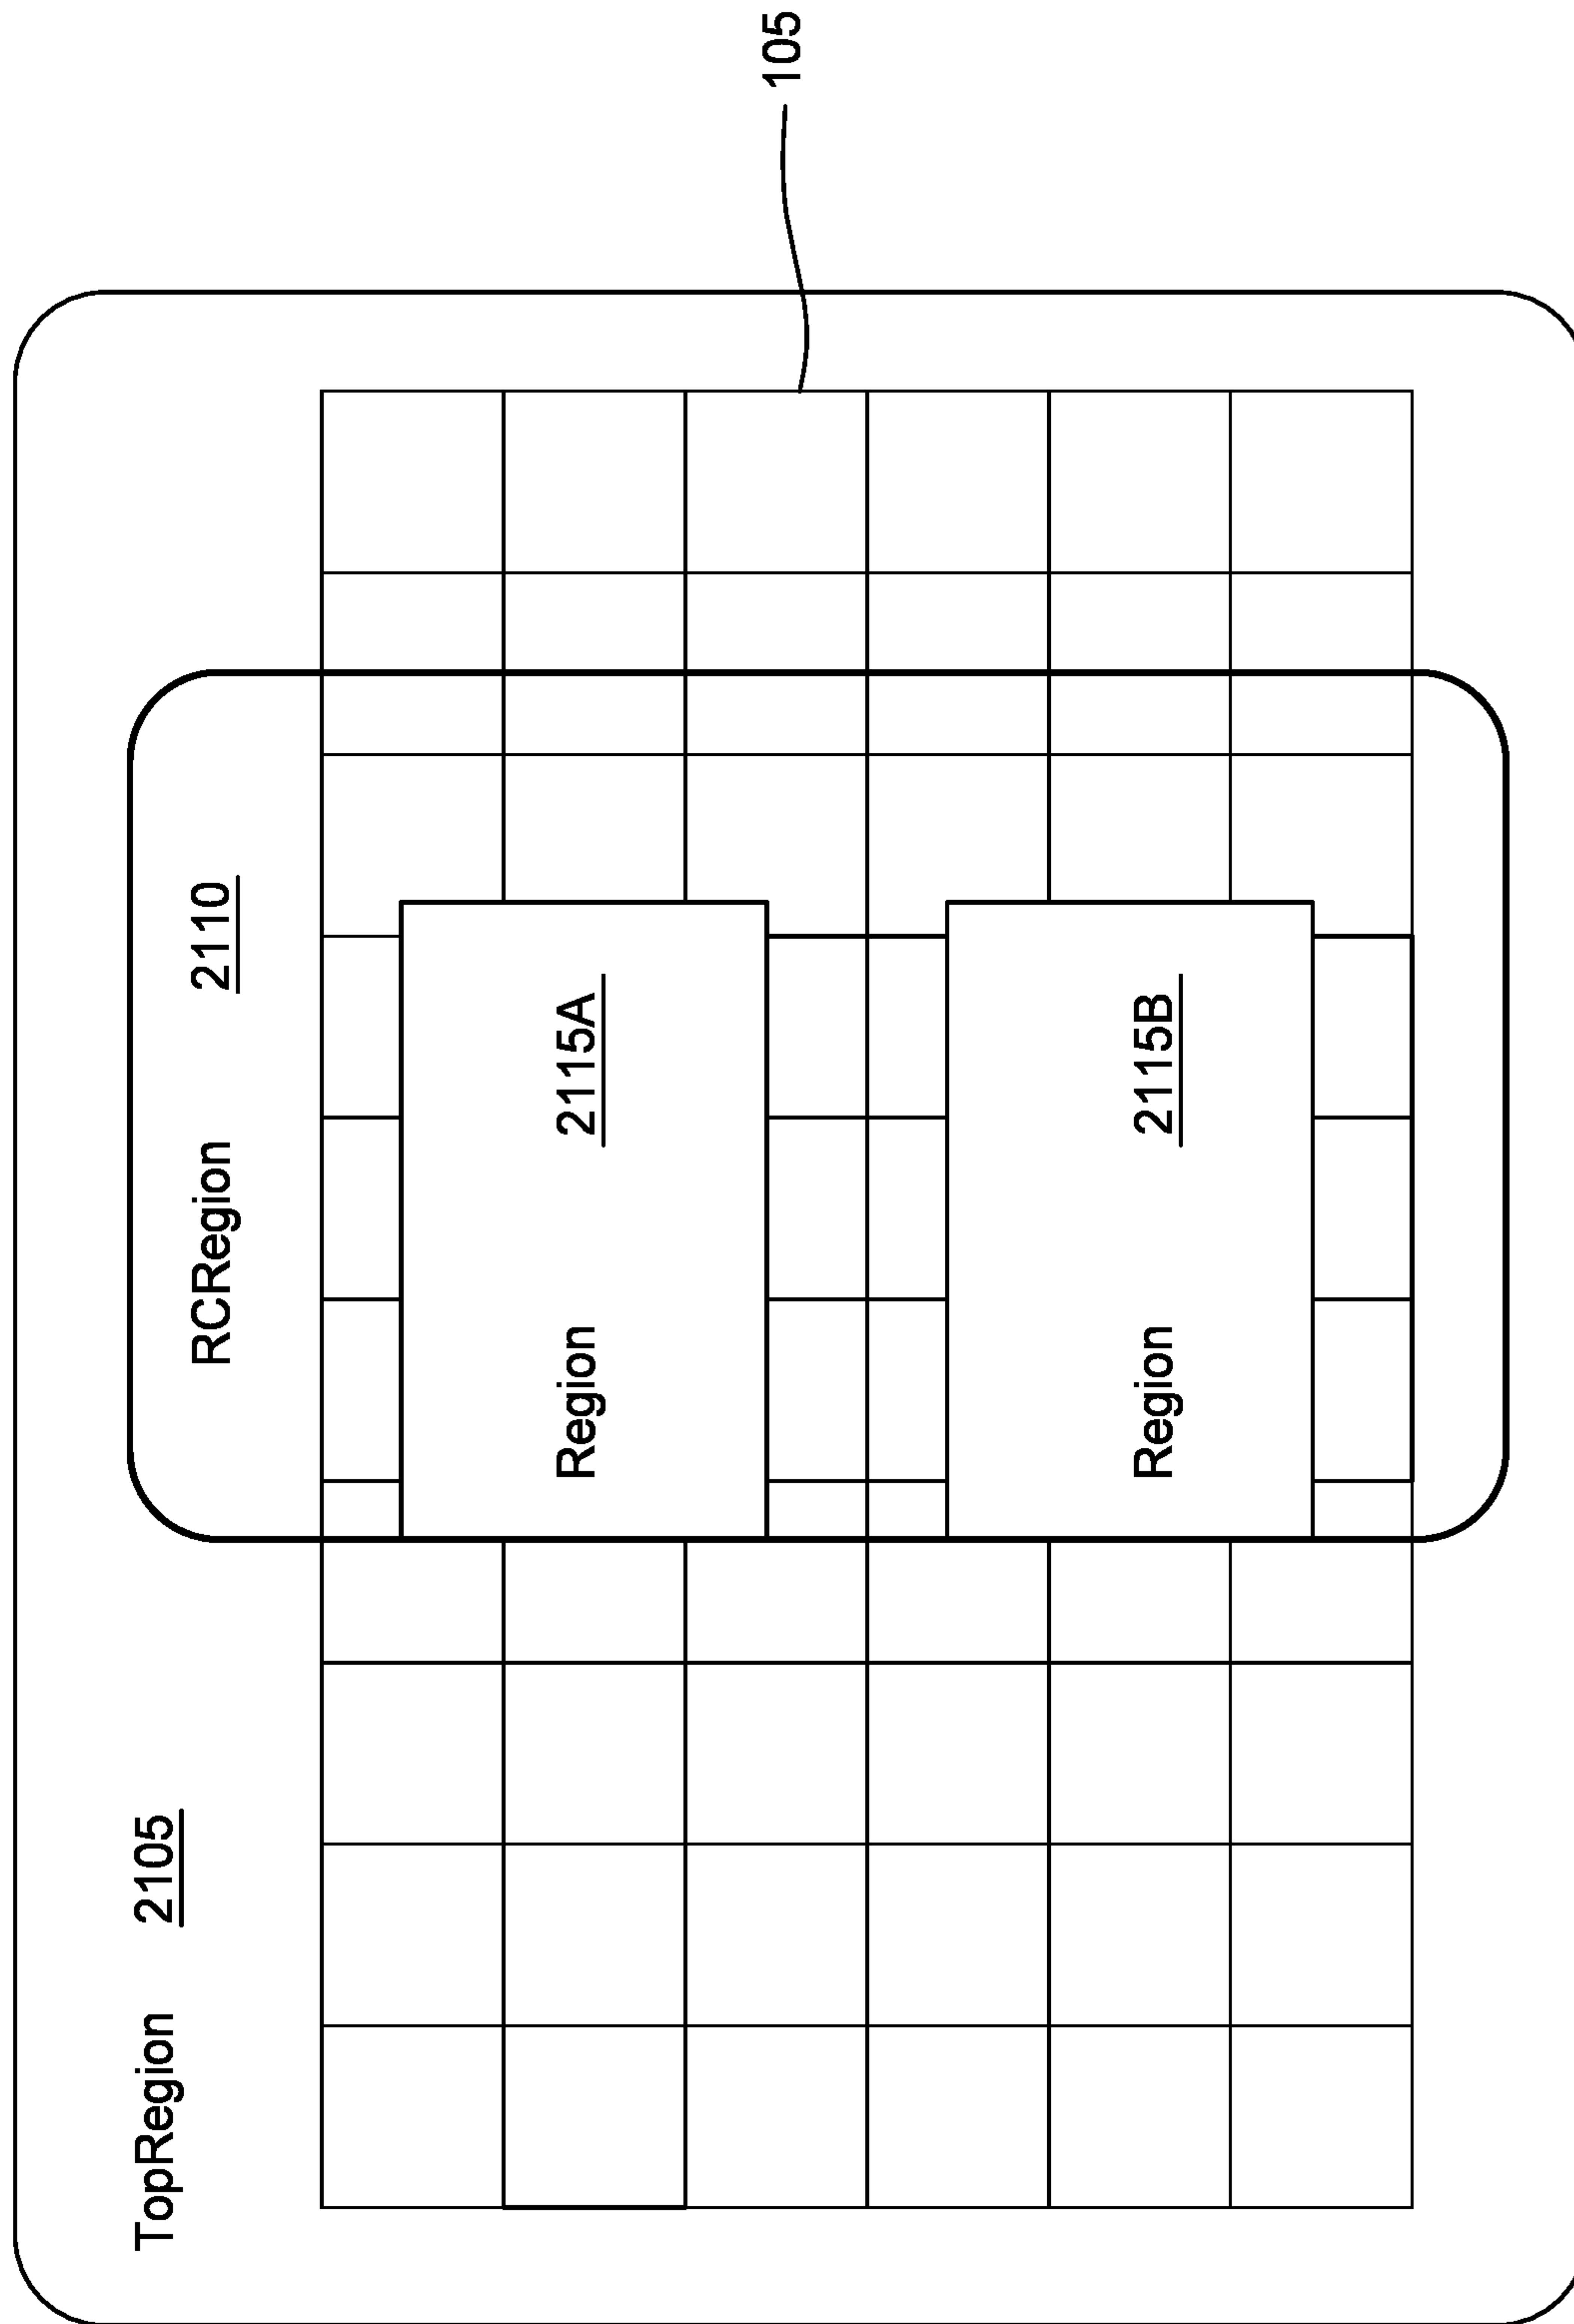 TopRegion 2105
RCRegion 2110
Region 2115A
Region 2115B
105